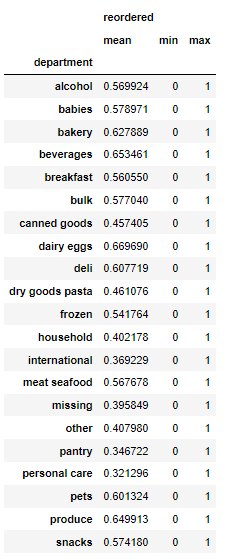 reordered
mean min max
department
alcohol 0.569924 0 1
babies 0.578971 0 1
bakery 0.627889 0 1
beverages 0.653461 0 1
breakfast 0.560550 0 1
bulk 0.577040 0 1
canned goods 0.457405 0 1
dairy eggs 0.669690 0 1
deli 0.607719 0 1
dry goods pasta 0.461076 0 1
frozen 0.541764 0 1
household 0.402178 0 1
international 0.369229 0 1
meat seafood 0.567678 0 1
missing 0.395849 0 1
other 0.407980 0 1
pantry 0.346722 0 1
personal care 0.321296 0 1
pets 0.601324 0 1
produce 0.649913 0 1
snacks 0.574180 0 1